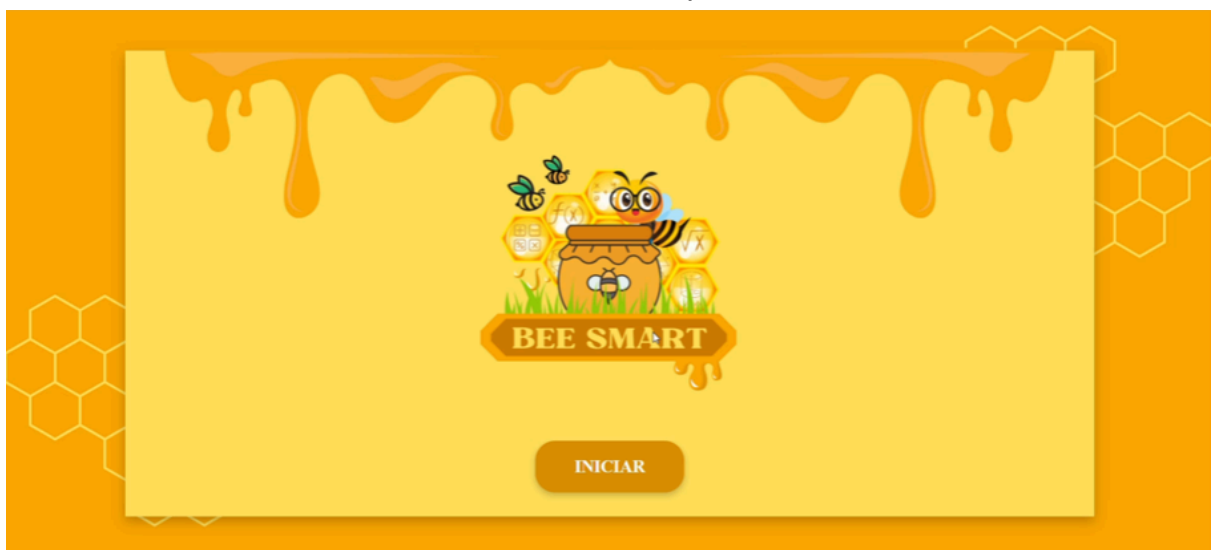 f(x)
√x
BEE SMART
INICIAR